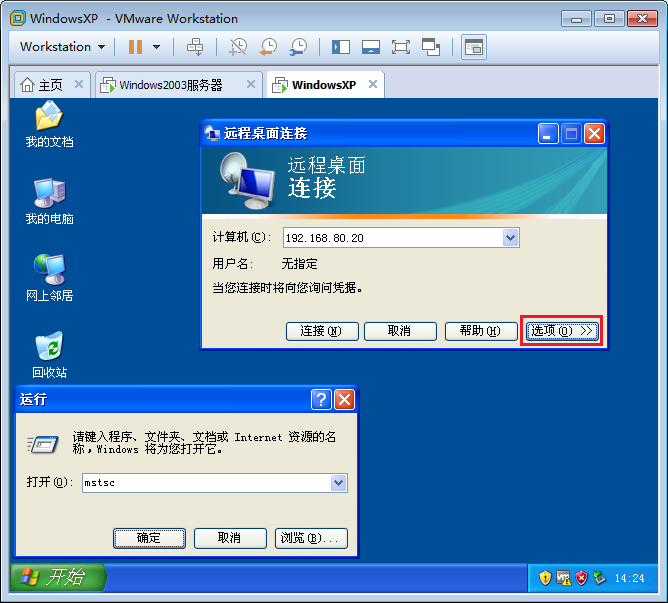 WindowsXP - VMware Workstation
Workstation
主页
Windows2003服务器
WindowsXP
我的文档
我的电脑
网上邻居
回收站
远程桌面连接
远程桌面
连接
计算机(C):
192.168.80.20
用户名:
无指定
当您连接时将向您询问凭据。
连接(N)
取消
帮助(H)
选项(O) >>
运行
请键入程序、文件夹、文档或 Internet 资源的名
称，Windows 将为您打开它。
打开(O):
mstsc
确定
取消
浏览(B)...
开始
14:24